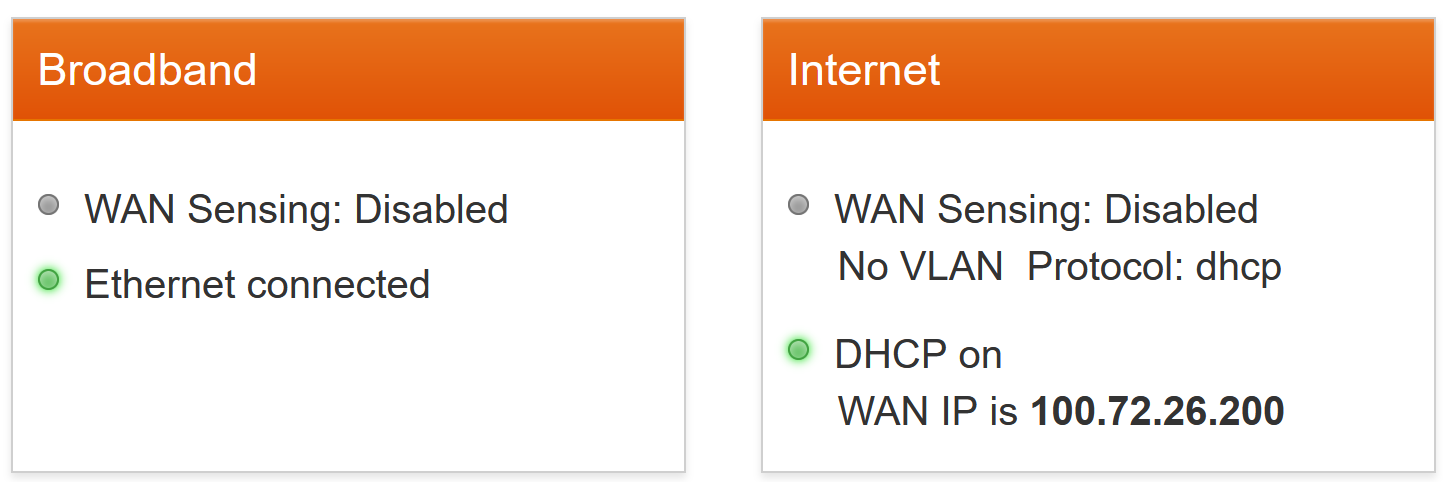 Broadband
WAN Sensing: Disabled
Ethernet connected
Internet
WAN Sensing: Disabled
No VLAN  Protocol: dhcp
DHCP on
WAN IP is 100.72.26.200